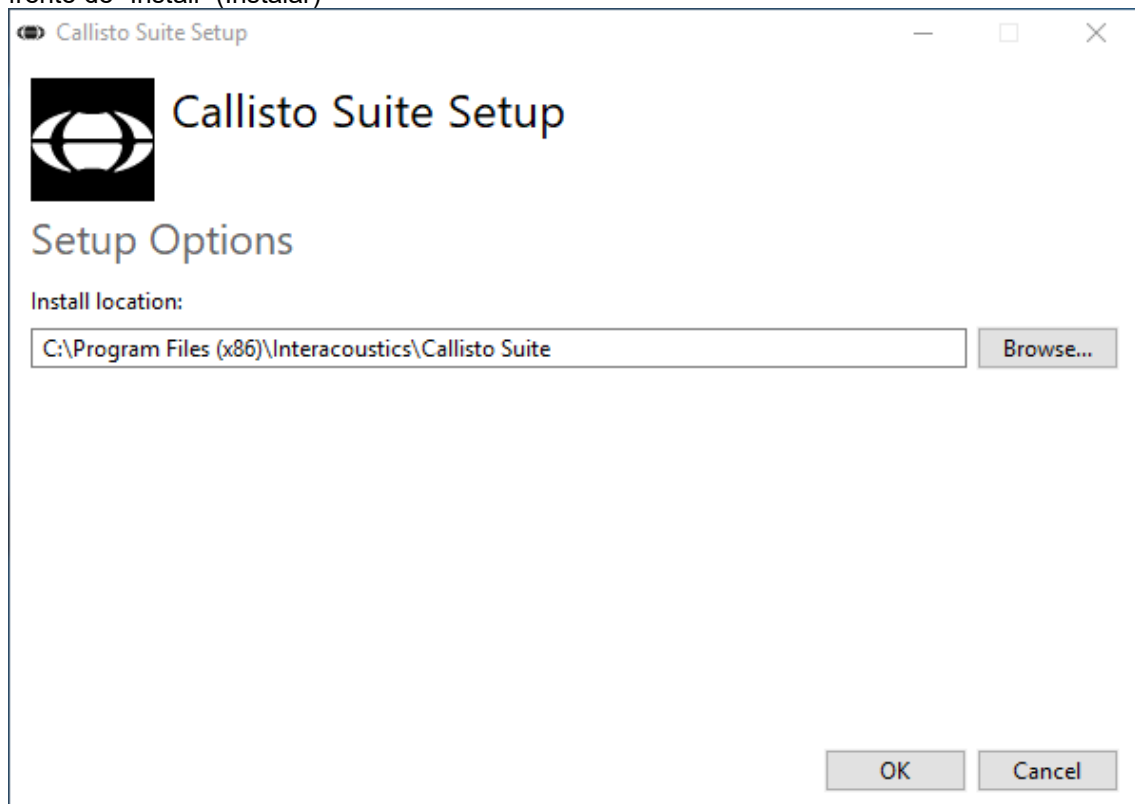 Callisto Suite Setup
Callisto Suite Setup
Setup Options
Install location:
C:\Program Files (x86)\Interacoustics\Callisto Suite
Browse...
OK
Cancel